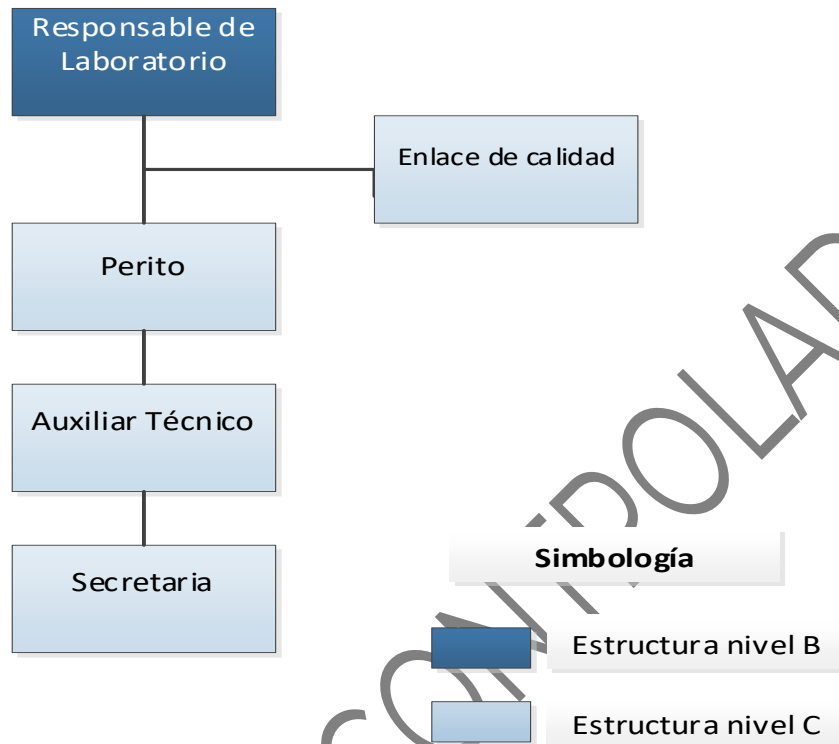 Responsable de
Laboratorio
Enlace de calidad
Perito
Auxiliar Técnico
Secretaria
Simbología
Estructura nivel B
Estructura nivel C